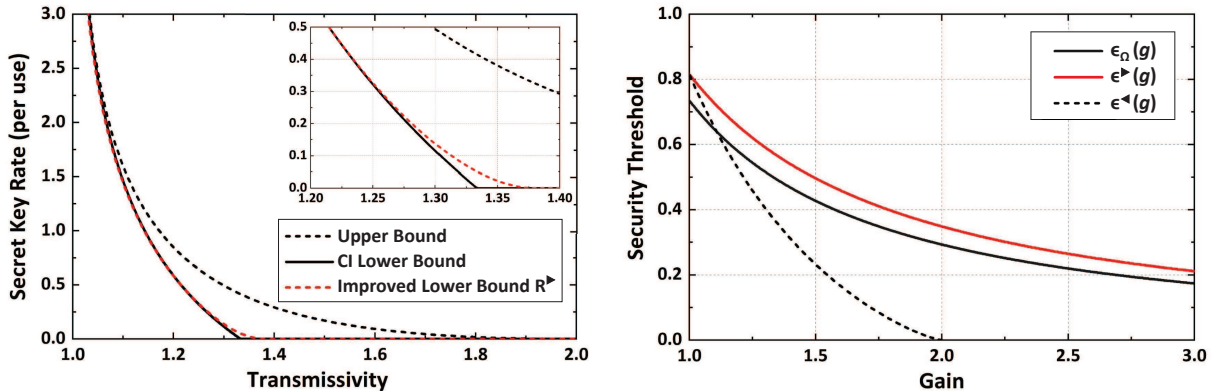 3.0
2.5
2.0
1.5
1.0
0.5
0.0
Secret Key Rate (per use)
1.0 1.2 1.4 1.6 1.8 2.0
Transmissivity
0.5
0.4
0.3
0.2
0.1
0.0
1.20 1.25 1.30 1.35 1.40
Upper Bound
CI Lower Bound
Improved Lower Bound R►
1.0
0.8
0.6
0.4
0.2
0.0
Security Threshold
1.0 1.5 2.0 2.5 3.0
Gain
ϵΩ(g)
ϵ►(g)
ϵ◄(g)